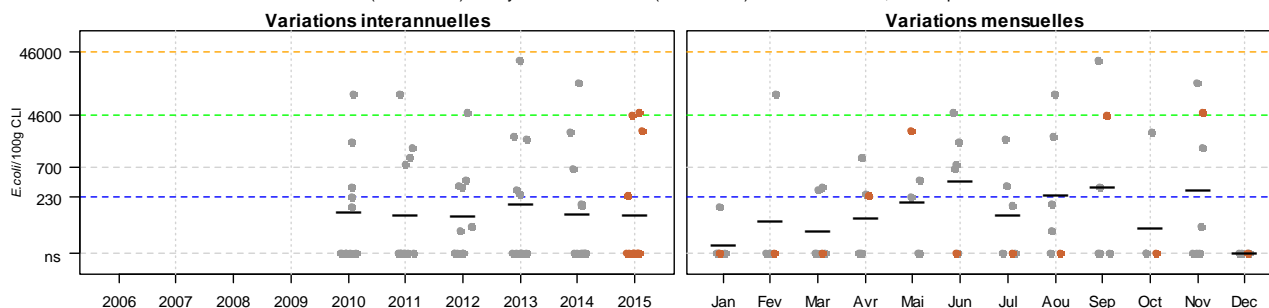 Variations interannuelles
Variations mensuelles
E.coli/100g CLI
46000
4600
700
230
ns
2006 2007 2008 2009 2010 2011 2012 2013 2014 2015
Jan Fev Mar Avr Mai Jun Jul Aou Sep Oct Nov Dec